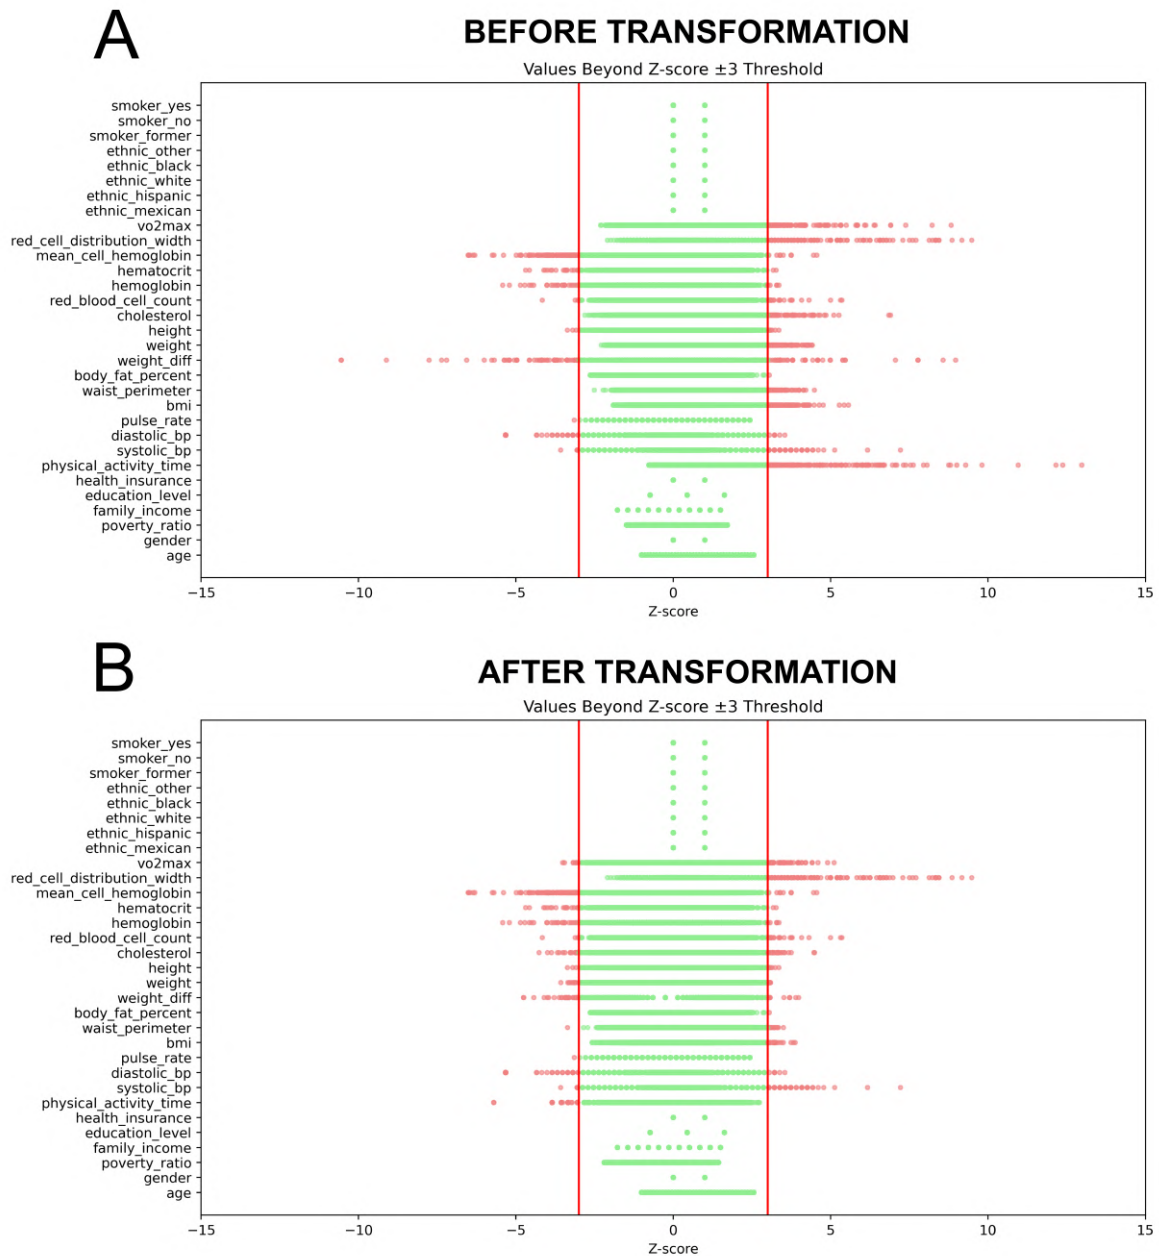 A
BEFORE TRANSFORMATION
Values Beyond Z-score ±3 Threshold
smoker_yes
smoker_no
smoker_former
ethnic_other
ethnic_black
ethnic_white
ethnic_hispanic
ethnic_mexican
vo2max
red_cell_distribution_width
mean_cell_hemoglobin
hematocrit
hemoglobin
red_blood_cell_count
cholesterol
height
weight
weight_diff
body_fat_percent
waist_perimeter
bmi
pulse_rate
diastolic_bp
systolic_bp
physical_activity_time
health_insurance
education_level
family_income
poverty_ratio
gender
age
−15 −10 −5 0 5 10 15
Z-score
B
AFTER TRANSFORMATION
Values Beyond Z-score ±3 Threshold
smoker_yes
smoker_no
smoker_former
ethnic_other
ethnic_black
ethnic_white
ethnic_hispanic
ethnic_mexican
vo2max
red_cell_distribution_width
mean_cell_hemoglobin
hematocrit
hemoglobin
red_blood_cell_count
cholesterol
height
weight
weight_diff
body_fat_percent
waist_perimeter
bmi
pulse_rate
diastolic_bp
systolic_bp
physical_activity_time
health_insurance
education_level
family_income
poverty_ratio
gender
age
−15 −10 −5 0 5 10 15
Z-score